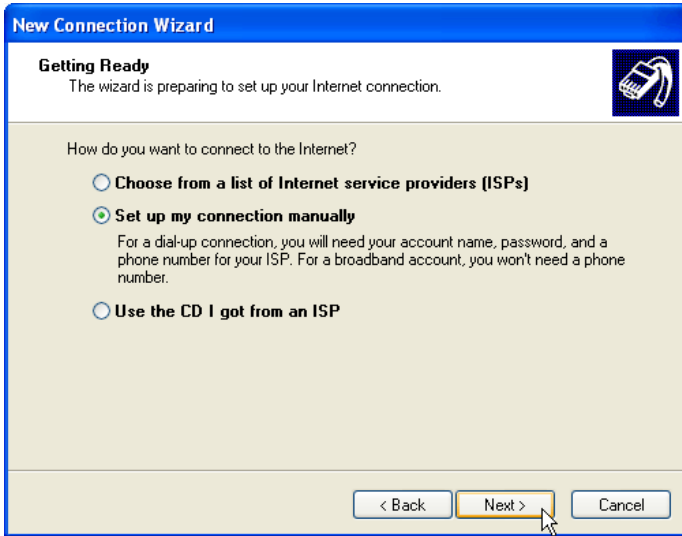 New Connection Wizard
Getting Ready
The wizard is preparing to set up your Internet connection.
How do you want to connect to the Internet?
Choose from a list of Internet service providers (ISPs)
Set up my connection manually
For a dial-up connection, you will need your account name, password, and a
phone number for your ISP. For a broadband account, you won't need a phone
number.
Use the CD I got from an ISP
< Back Next > Cancel